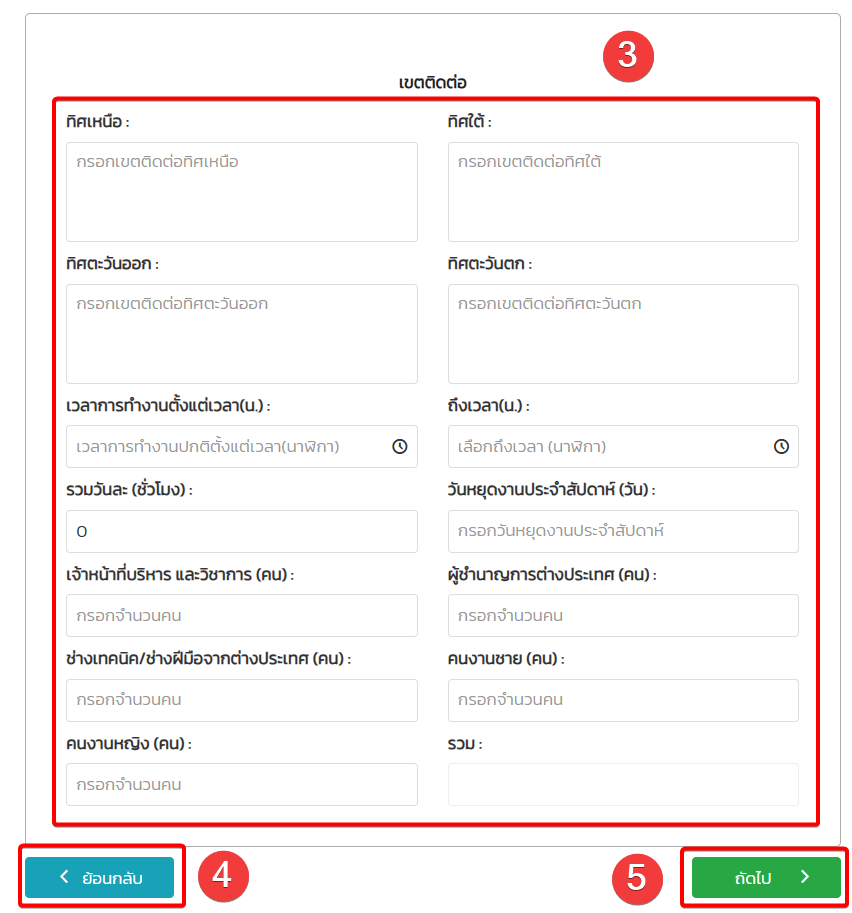 3
เขตติดต่อ
ทิศเหนือ : ทิศใต้ :
กรอกเขตติดต่อทิศเหนือ กรอกเขตติดต่อทิศใต้
ทิศตะวันออก : ทิศตะวันตก :
กรอกเขตติดต่อทิศตะวันออก กรอกเขตติดต่อทิศตะวันตก
เวลาการทำงานตั้งแต่เวลา(น.) : ถึงเวลา(น.) :
เวลาการทำงานปกติตั้งแต่เวลา(นาฬิกา) เลือกถึงเวลา (นาฬิกา)
รวมวันละ (ชั่วโมง) : วันหยุดงานประจำสัปดาห์ (วัน) :
0 กรอกวันหยุดงานประจำสัปดาห์
เจ้าหน้าที่บริหาร และวิชาการ (คน) : ผู้ชำนาญการต่างประเทศ (คน) :
กรอกจำนวนคน กรอกจำนวนคน
ช่างเทคนิค/ช่างฝีมือจากต่างประเทศ (คน) : คนงานชาย (คน) :
กรอกจำนวนคน กรอกจำนวนคน
คนงานหญิง (คน) : รวม :
กรอกจำนวนคน
ย้อนกลับ 4 5 ถัดไป